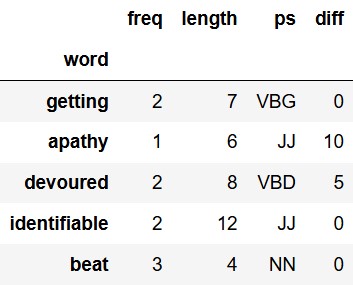 freq length ps diff
word
getting 2 7 VBG 0
apathy 1 6 JJ 10
devoured 2 8 VBD 5
identifiable 2 12 JJ 0
beat 3 4 NN 0